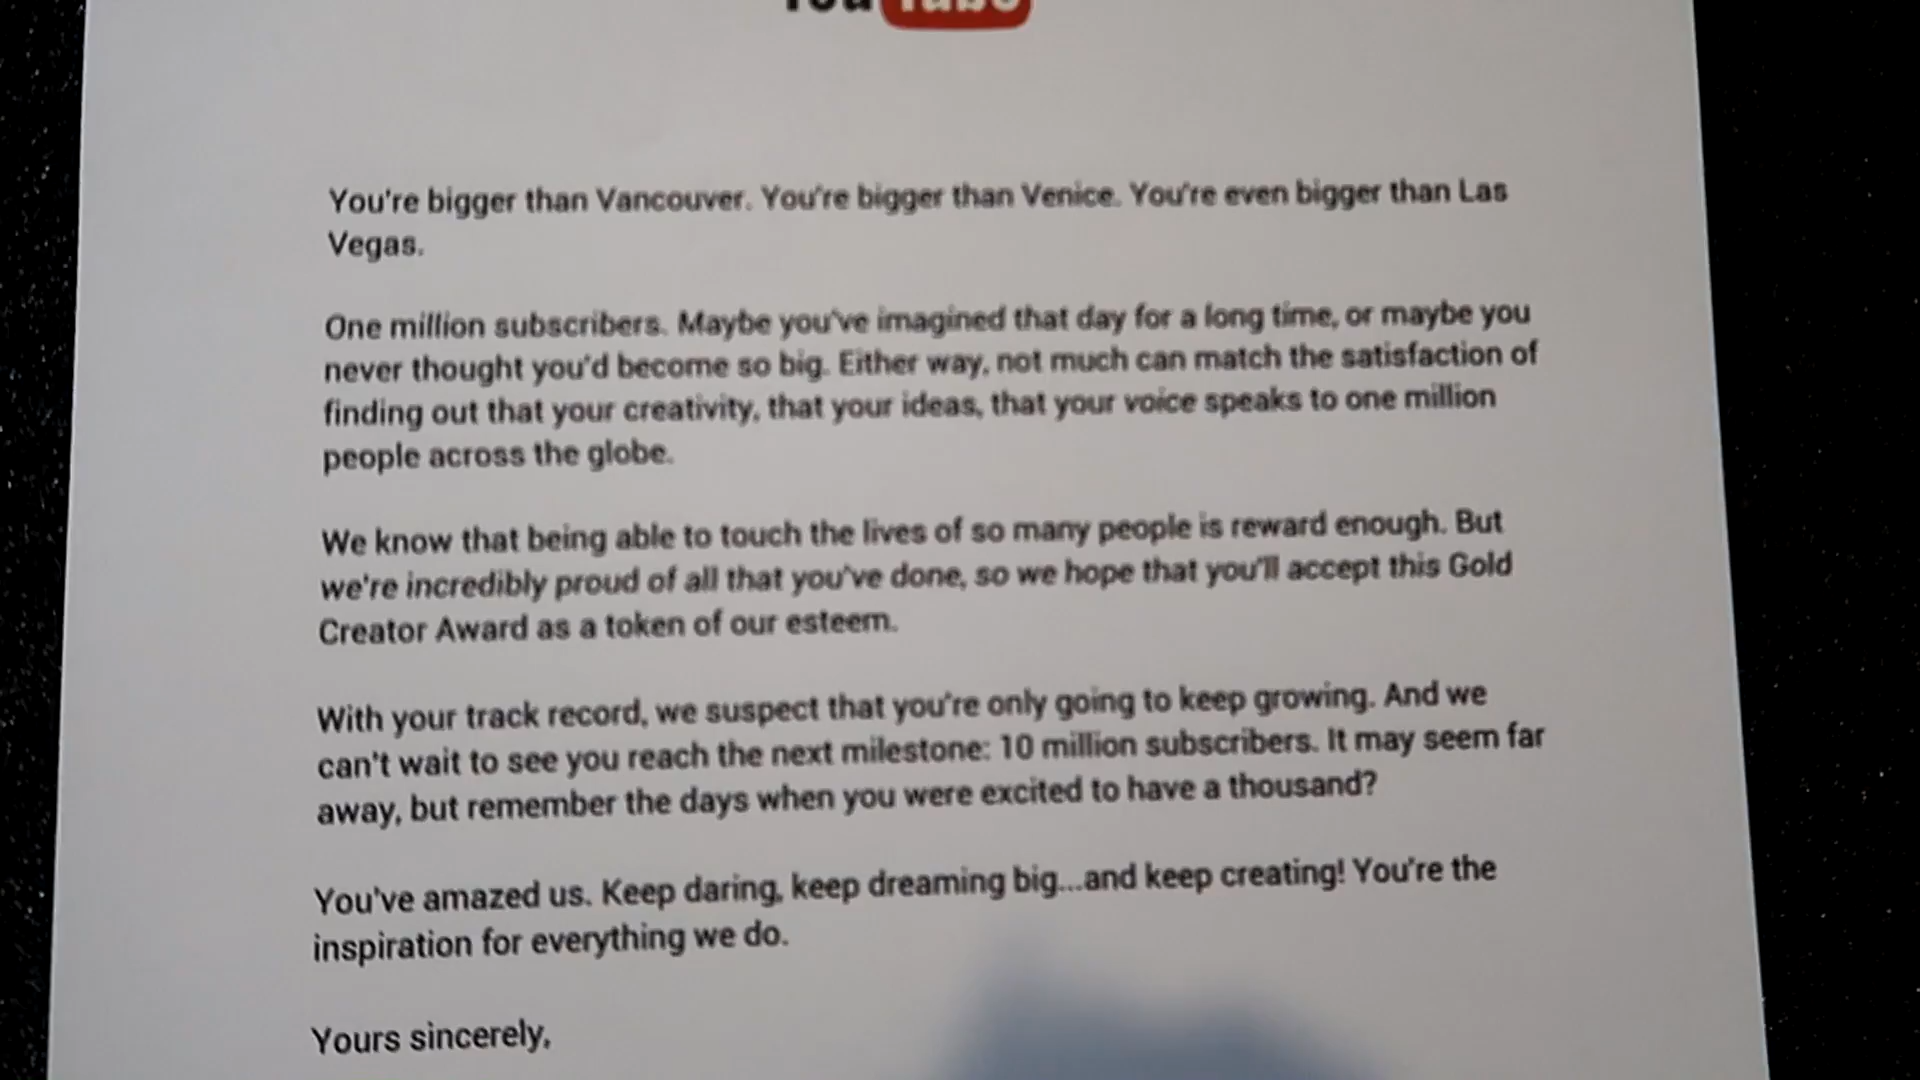 YouTube
You're bigger than Vancouver. You're bigger than Venice. You're even bigger than Las
Vegas.
One million subscribers. Maybe you've imagined that day for a long time, or maybe you
never thought you'd become so big. Either way, not much can match the satisfaction of
finding out that your creativity, that your ideas, that your voice speaks to one million
people across the globe.
We know that being able to touch the lives of so many people is reward enough. But
we're incredibly proud of all that you've done, so we hope that you'll accept this Gold
Creator Award as a token of our esteem.
With your track record, we suspect that you're only going to keep growing. And we
can't wait to see you reach the next milestone: 10 million subscribers. It may seem far
away, but remember the days when you were excited to have a thousand?
You've amazed us. Keep daring, keep dreaming big...and keep creating! You're the
inspiration for everything we do.
Yours sincerely,